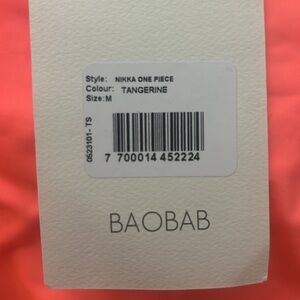 Style: NIKKA ONE PIECE
Colour: TANGERINE
Size: M
0523101- TS
7 700014 452224
BAOBAB